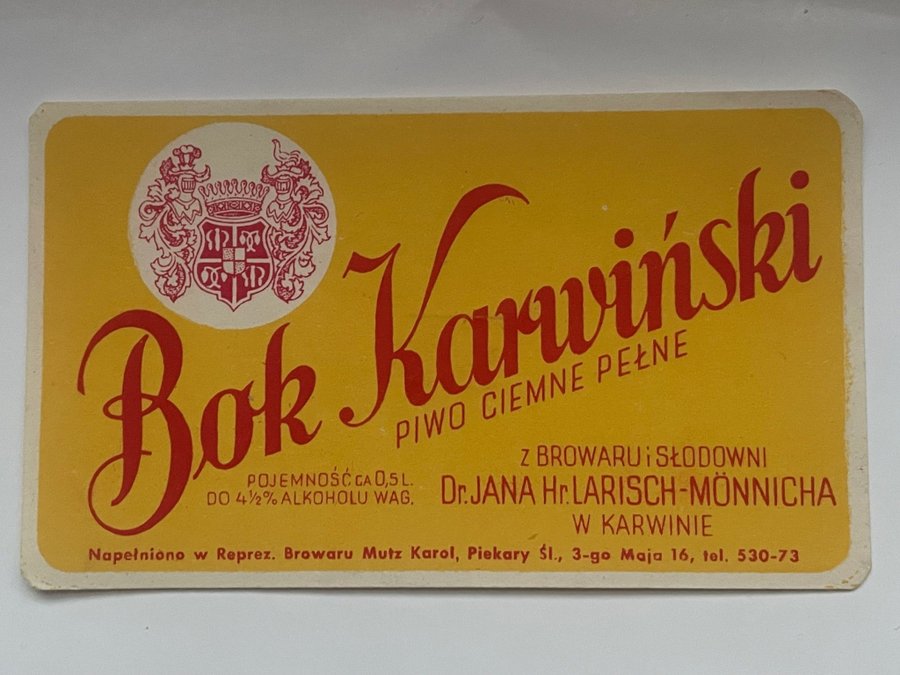 Bok Karwiński
PIWO CIEMNE PEŁNE
POJEMNOŚĆ CA 0,5 L.
DO 4½% ALKOHOLU WAG.
Z BROWARU i SŁODOWNI
Dr. JANA Hr. LARISCH-MÖNNICHA
W KARWINIE
Napełniono w Reprez. Browaru Mutz Karol, Piekary Śl., 3-go Maja 16, tel. 530-73